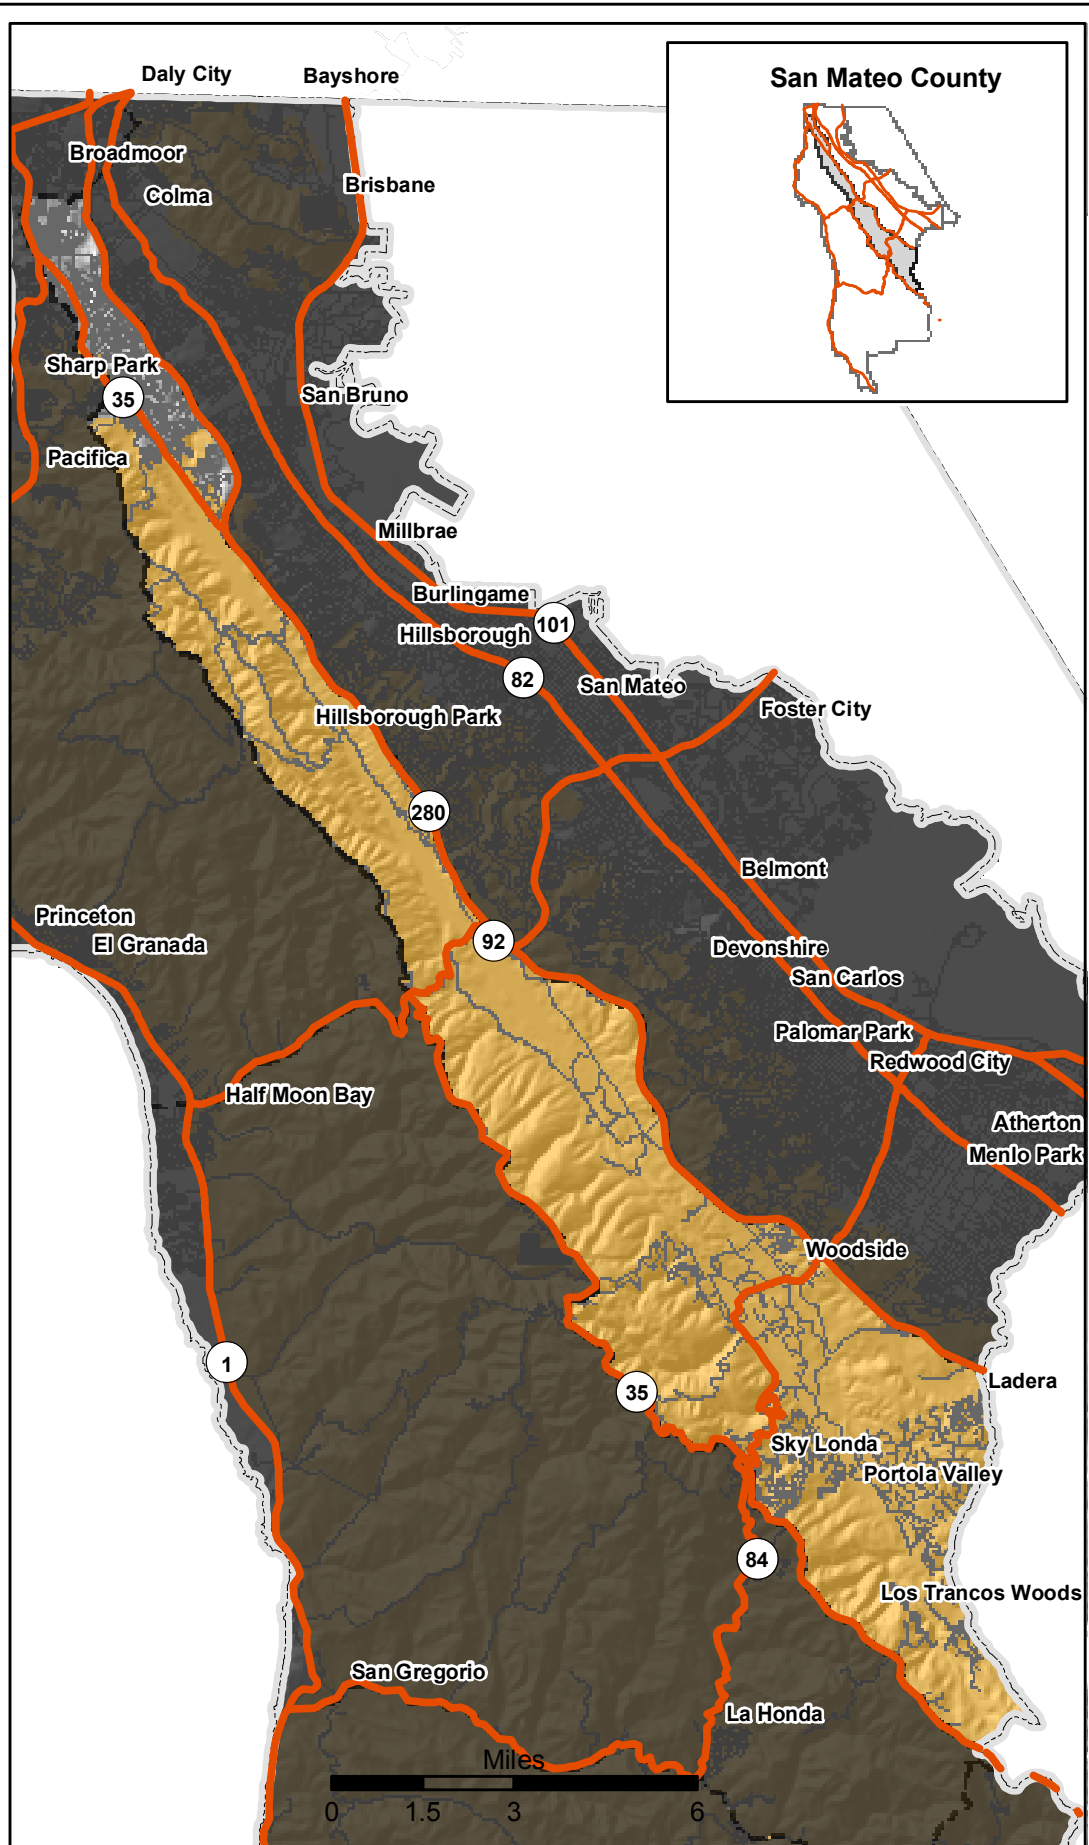 San Mateo County
Daly City
Bayshore
Broadmoor
Colma
Brisbane
Sharp Park
35
San Bruno
Pacifica
Millbrae
Burlingame
101
Hillsborough
82
San Mateo
Foster City
Hillsborough Park
280
Belmont
Princeton
El Granada
92
Devonshire
San Carlos
Palomar Park
Redwood City
Half Moon Bay
Atherton
Menlo Park
Woodside
1
35
Ladera
Sky Londa
Portola Valley
84
Los Trancos Woods
San Gregorio
La Honda
Miles
0 1.5 3 6